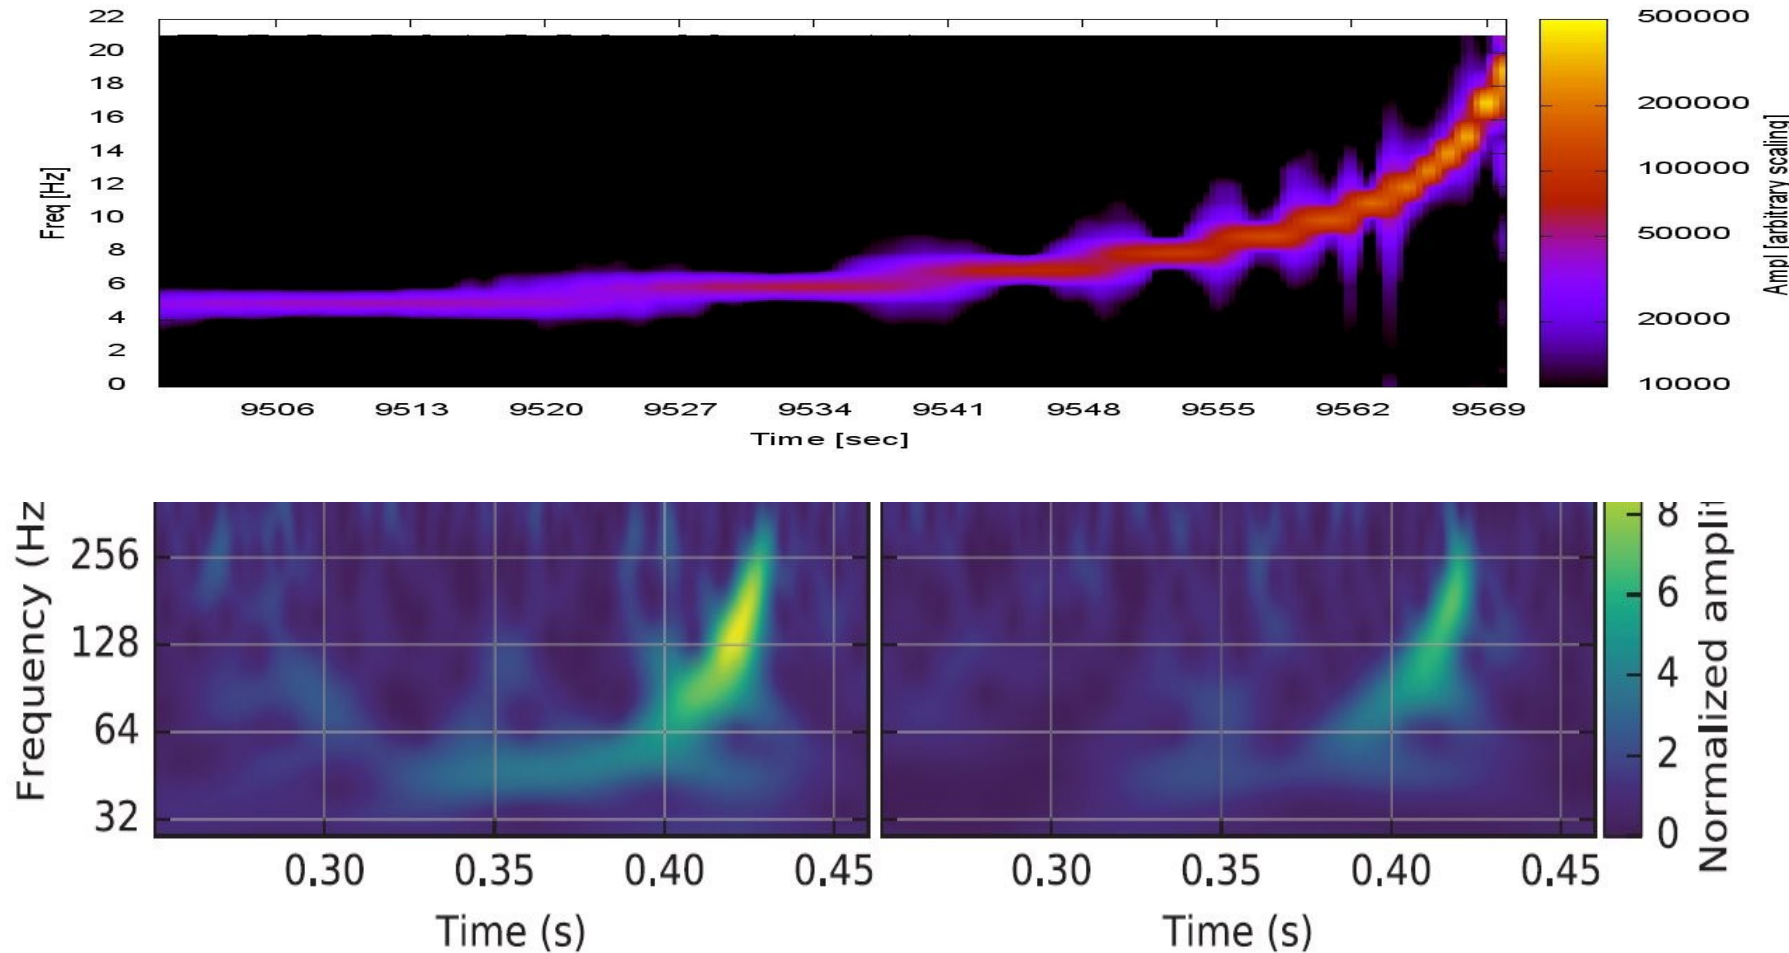 22
20
18
16
14
12
10
8
6
4
2
0
Freq [Hz]
9506 9513 9520 9527 9534 9541 9548 9555 9562 9569
Time [sec]
500000
200000
100000
50000
20000
10000
Ampl [arbitrary scaling]
Frequency (Hz
256
128
64
32
0.30 0.35 0.40 0.45
Time (s)
0.30 0.35 0.40 0.45
Time (s)
8
6
4
2
0
Normalized ampli